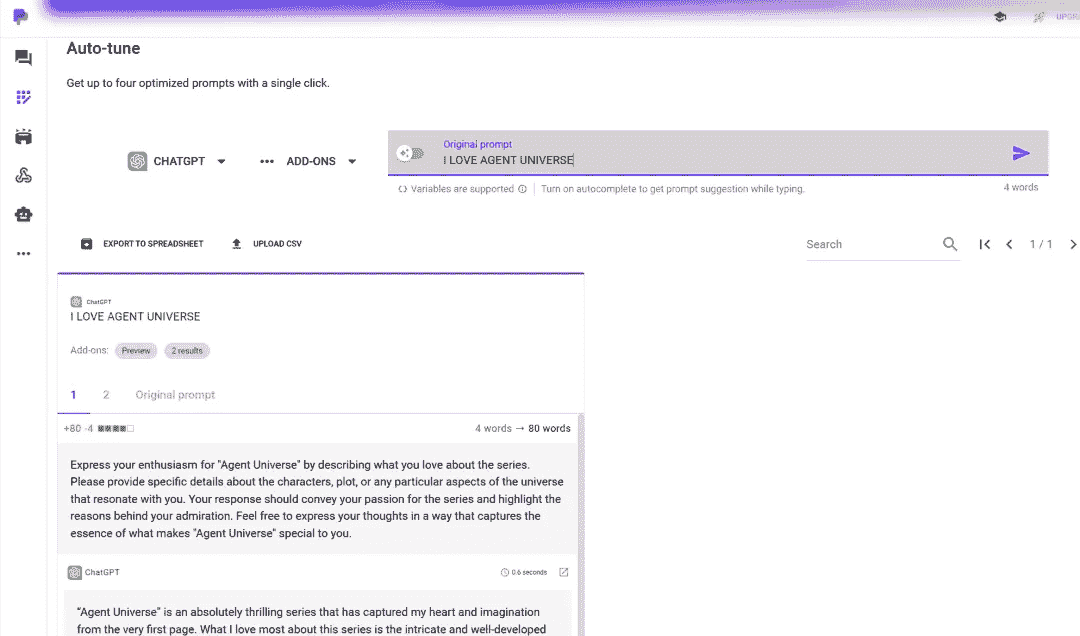 UPGRA
Auto-tune
Get up to four optimized prompts with a single click.
Original prompt
CHATGPT ADD-ONS I LOVE AGENT UNIVERSE
Variables are supported Turn on autocomplete to get prompt suggestion while typing. 4 words
EXPORT TO SPREADSHEET UPLOAD CSV Search 1 / 1
ChatGPT
I LOVE AGENT UNIVERSE
Add-ons: Preview 2 results
1 2 Original prompt
+80 -4 4 words → 80 words
Express your enthusiasm for "Agent Universe" by describing what you love about the series.
Please provide specific details about the characters, plot, or any particular aspects of the universe
that resonate with you. Your response should convey your passion for the series and highlight the
reasons behind your admiration. Feel free to express your thoughts in a way that captures the
essence of what makes "Agent Universe" special to you.
ChatGPT 0.6 seconds
"Agent Universe" is an absolutely thrilling series that has captured my heart and imagination
from the very first page. What I love most about this series is the intricate and well-developed